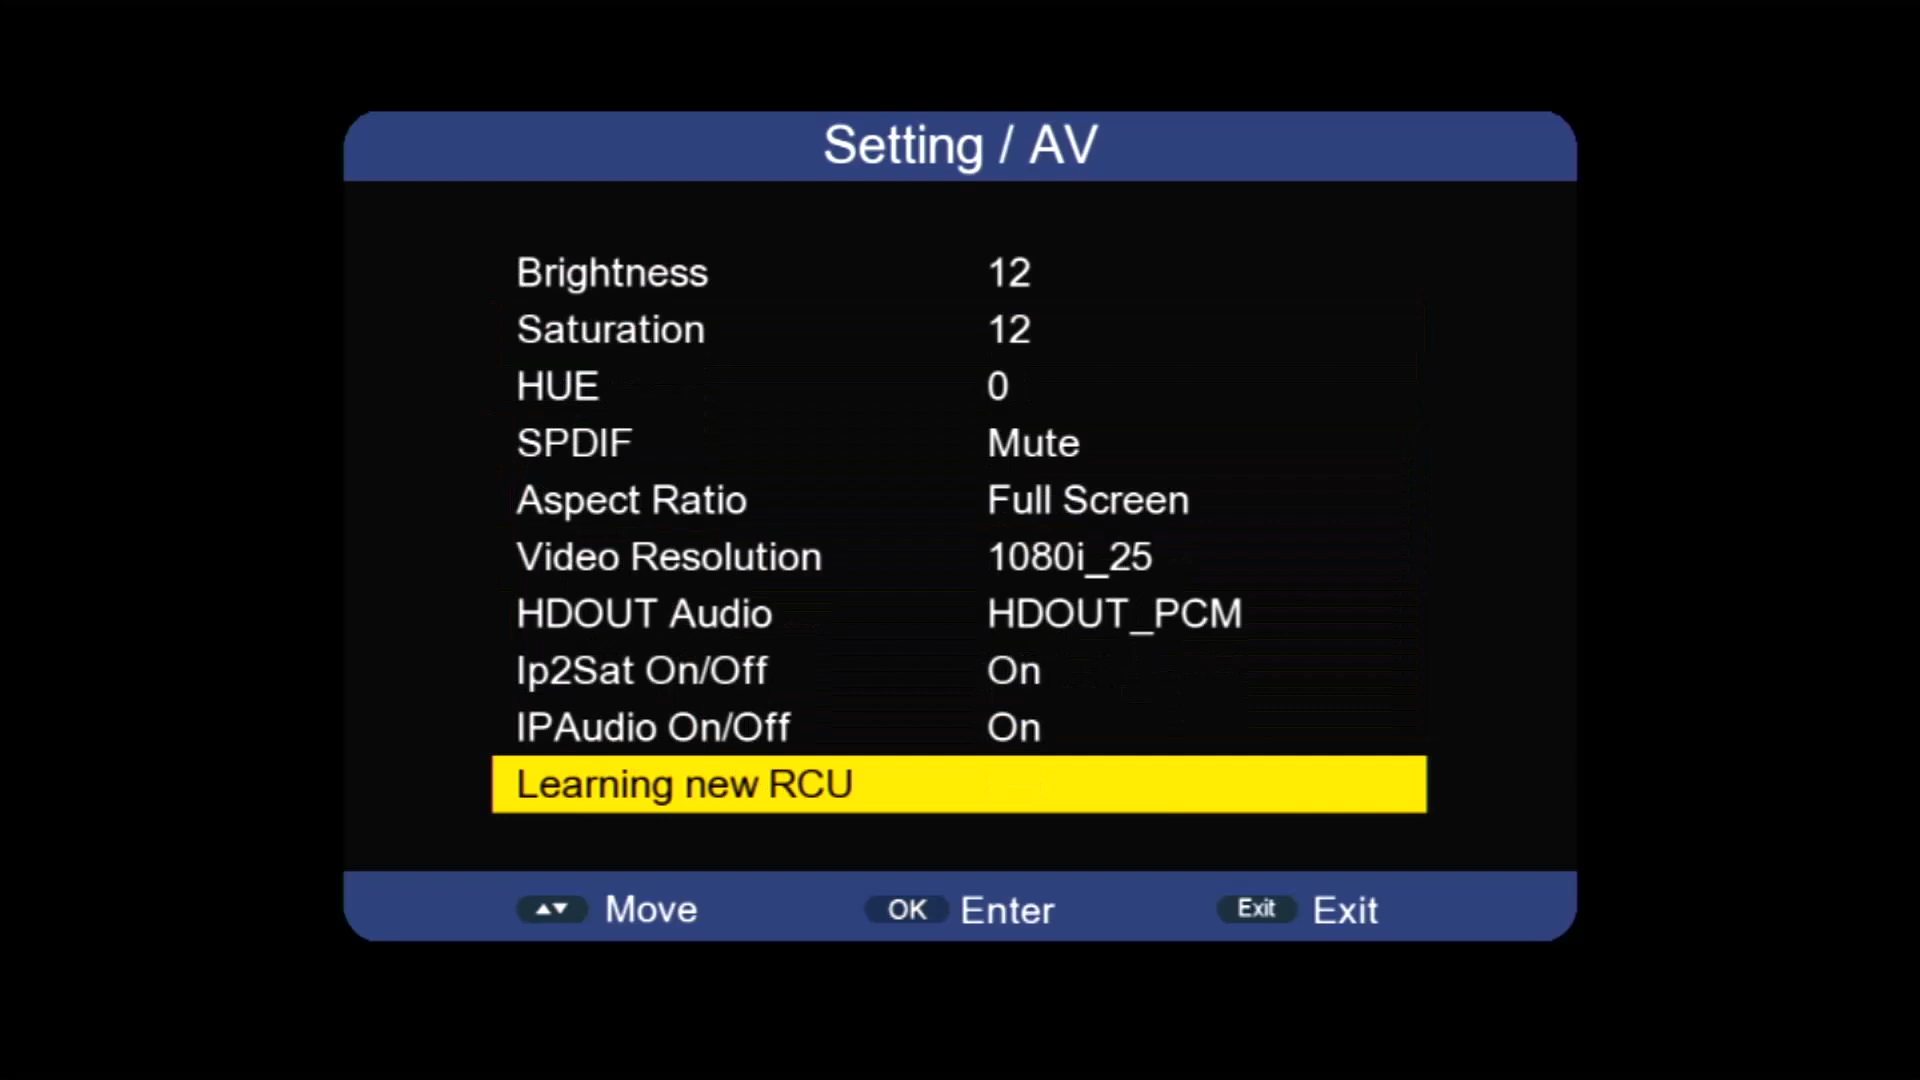 Setting / AV
Brightness 12
Saturation 12
HUE 0
SPDIF Mute
Aspect Ratio Full Screen
Video Resolution 1080i_25
HDOUT Audio HDOUT_PCM
Ip2Sat On/Off On
IPAudio On/Off On
Learning new RCU
▲▼ Move OK Enter Exit Exit